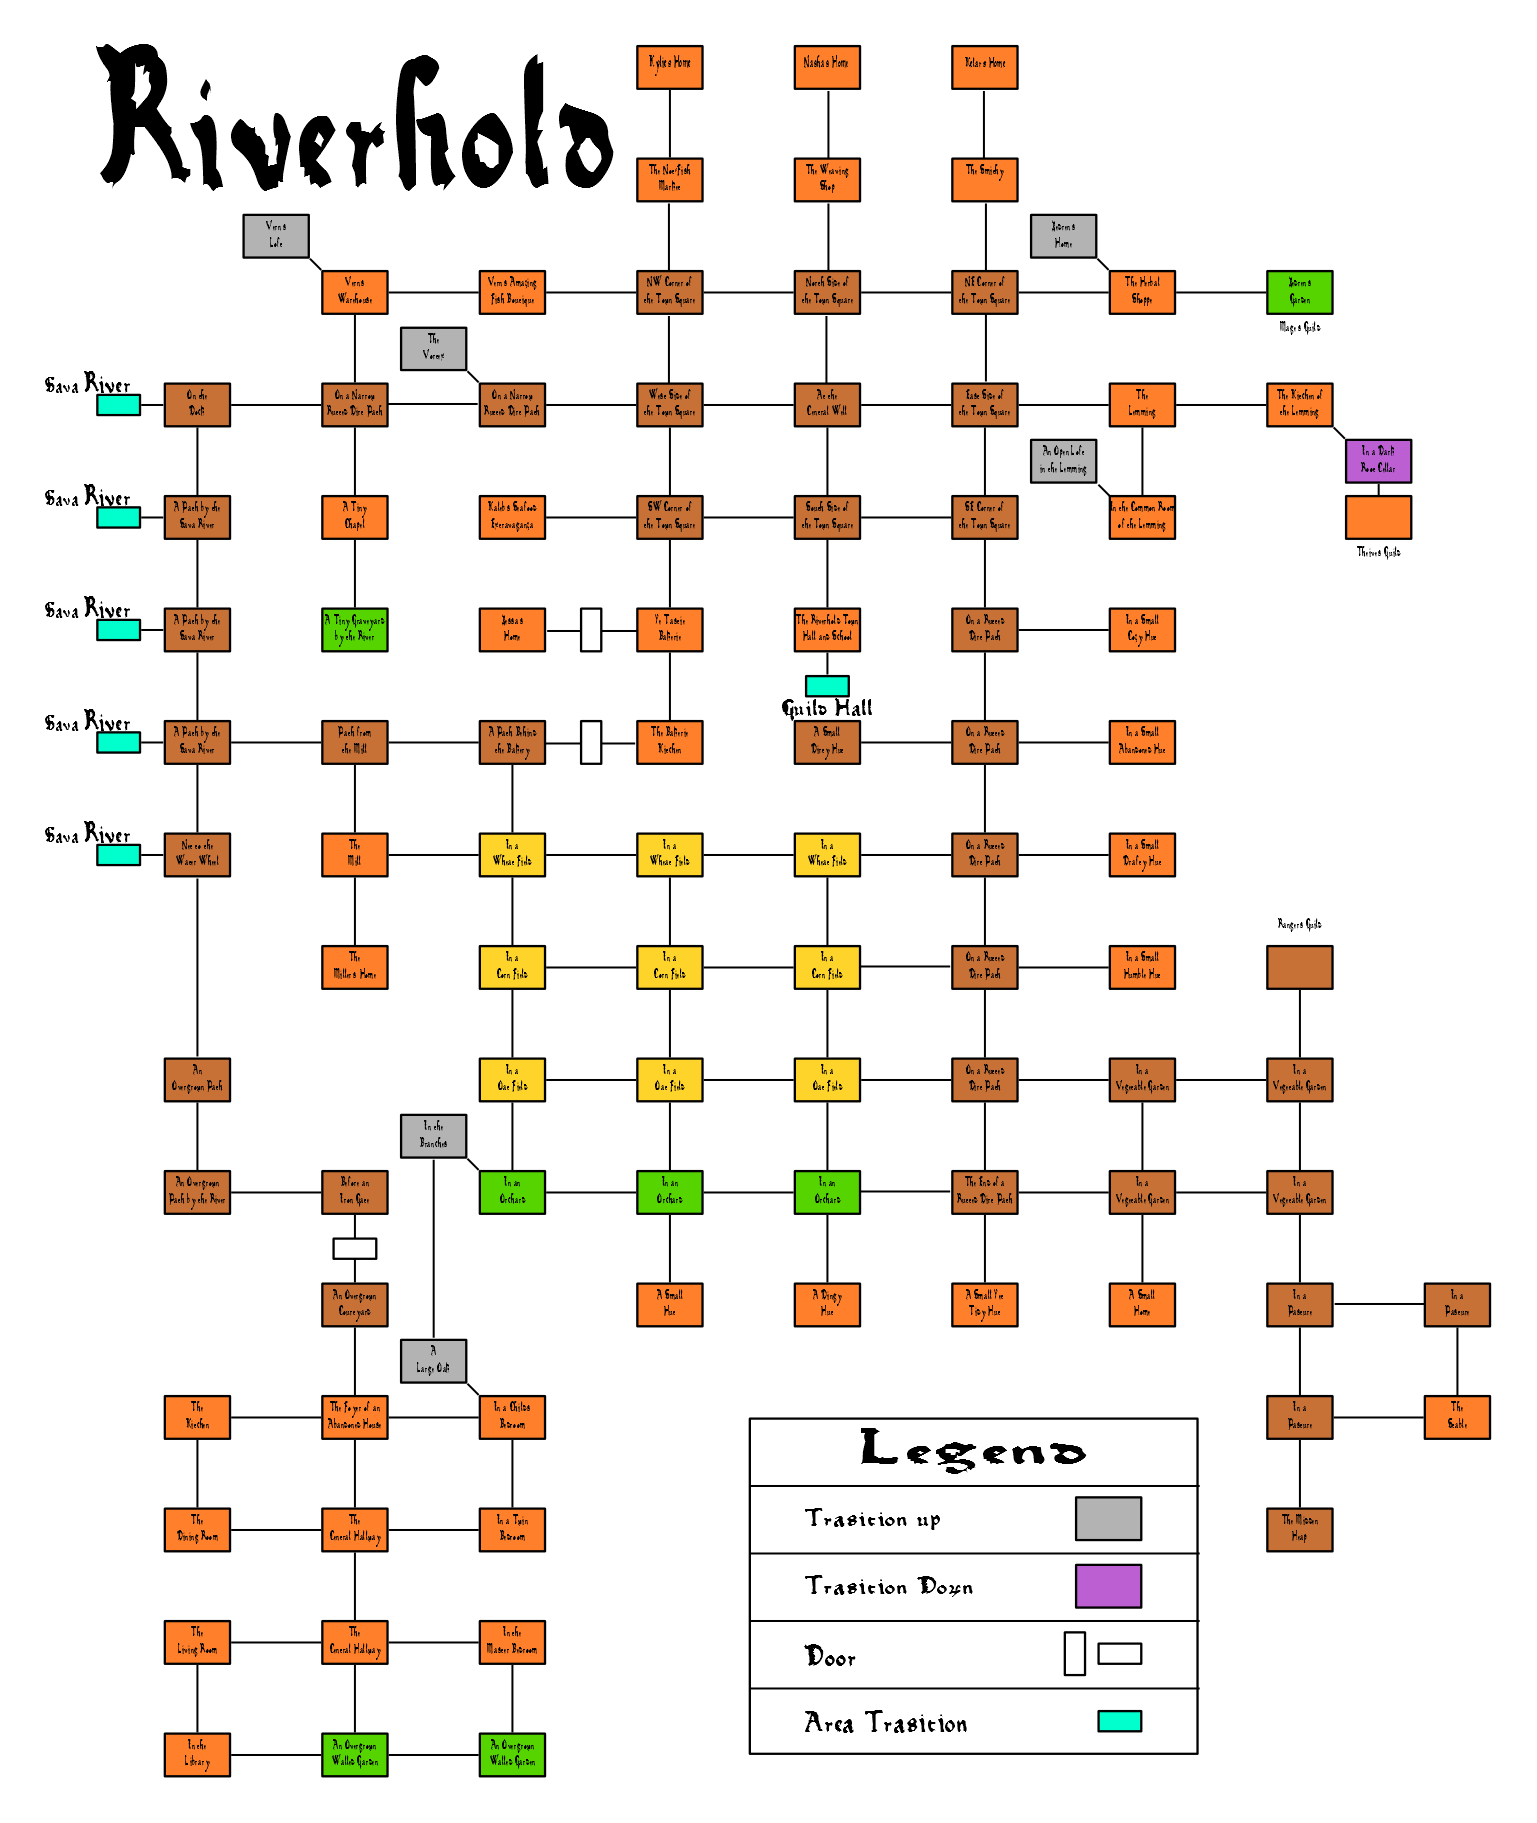 Riverhold
Kylie's Home
Nasha's Home
Kelar's Home
The Nor-Fish
Market
The Weaving
Shop
The Smithy
Vern's
Loft
Home
Vern's
Warehouse
Vern's Amazing
Fish Boutique
NW Corner of
the Town Square
North Side of
the Town Square
NE Corner of
the Town Square
The Herbal
Shoppe
Garden
Mages Guild
The
Vortex
Sava River
On the
Dock
On a Narrow
Rutted Dirt Path
On a Narrow
Rutted Dirt Path
West Side of
the Town Square
At the
Central Well
East Side of
the Town Square
The
Lemming
The Kitchen of
the Lemming
An Open Loft
in the Lemming
In a Dark
Root Cellar
Sava River
A Path by the
Sava River
A Tiny
Chapel
Kaleb's Seafood
Extravaganza
SW Corner of
the Town Square
South Side of
the Town Square
SE Corner of
the Town Square
In the Common Room
of the Lemming
Theives Guild
Sava River
A Path by the
Sava River
A Tiny Graveyard
by the River
Home
Ye Tastie
Bakerie
The Riverhold Town
Hall and School
On a Rutted
Dirt Path
In a Small
Cozy Hut
Guild Hall
Sava River
A Path by the
Sava River
Path from
the Mill
A Path Behind
the Bakery
The Bakerie
Kitchen
A Small
Dirty Hut
On a Rutted
Dirt Path
In a Small
Abandoned Hut
Sava River
Next to the
Water Wheel
The
Mill
In a
Wheat Field
In a
Wheat Field
In a
Wheat Field
On a Rutted
Dirt Path
In a Small
Drafty Hut
Rangers Guild
The
Miller's Home
In a
Corn Field
In a
Corn Field
In a
Corn Field
On a Rutted
Dirt Path
In a Small
Humble Hut
An
Overgrown Path
In a
Oat Field
In a
Oat Field
In a
Oat Field
On a Rutted
Dirt Path
In a
Vegetable Garden
In a
Vegetable Garden
In the
Branches
An Overgrown
Path by the River
Before an
Iron Gate
In an
Orchard
In an
Orchard
In an
Orchard
The End of a
Rutted Dirt Path
In a
Vegetable Garden
In a
Vegetable Garden
An Overgrown
Courtyard
A Small
Hut
A Dingy
Hut
A Small Yet
Tidy Hut
A Small
Home
In a
Pasture
In a
Pasture
A
Large Oak
The
Kitchen
The Foyer of an
Abandoned House
In a Childs
Bedroom
In a
Pasture
The
Stable
The
Dining Room
The
Central Hallway
In a Twin
Bedroom
The Midden
Heap
The
Living Room
The
Central Hallway
In the
Master Bedroom
In the
Library
An Overgrown
Walled Garden
An Overgrown
Walled Garden
Legend
Trasition up
Trasition Down
Door
Area Trasition